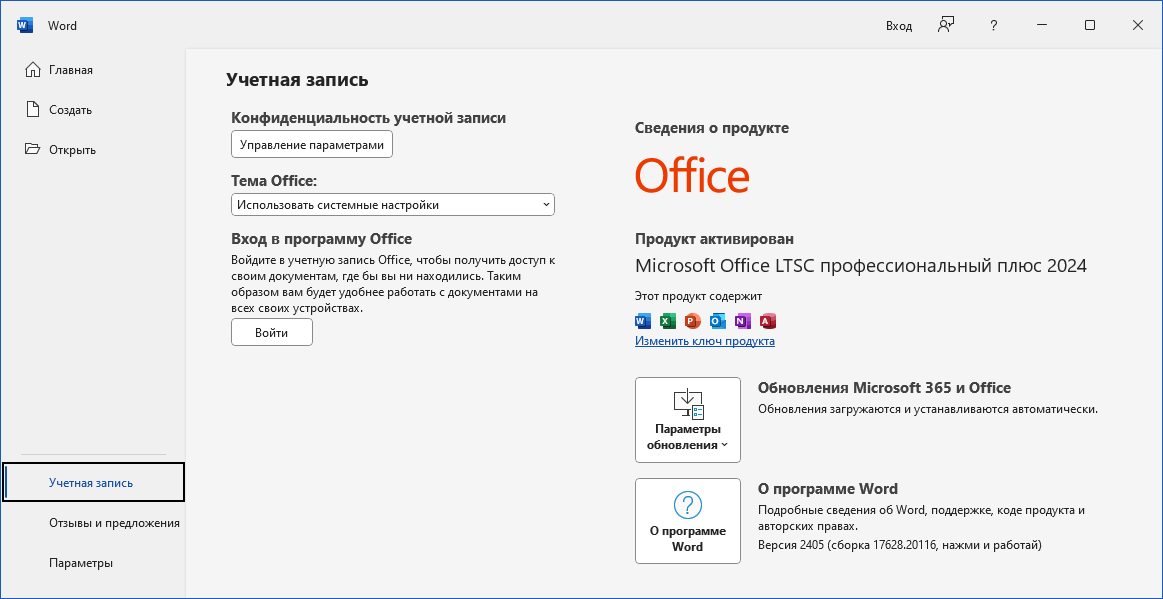 Word
Вход
?
Главная
Создать
Открыть
Учетная запись
Отзывы и предложения
Параметры
Учетная запись
Конфиденциальность учетной записи
Управление параметрами
Тема Office:
Использовать системные настройки
Вход в программу Office
Войдите в учетную запись Office, чтобы получить доступ к
своим документам, где бы вы ни находились. Таким
образом вам будет удобнее работать с документами на
всех своих устройствах.
Войти
Сведения о продукте
Office
Продукт активирован
Microsoft Office LTSC профессиональный плюс 2024
Этот продукт содержит
W X P O N A
Изменить ключ продукта
Параметры
обновления
Обновления Microsoft 365 и Office
Обновления загружаются и устанавливаются автоматически.
?
О программе
Word
О программе Word
Подробные сведения об Word, поддержке, коде продукта и
авторских правах.
Версия 2405 (сборка 17628.20116, нажми и работай)